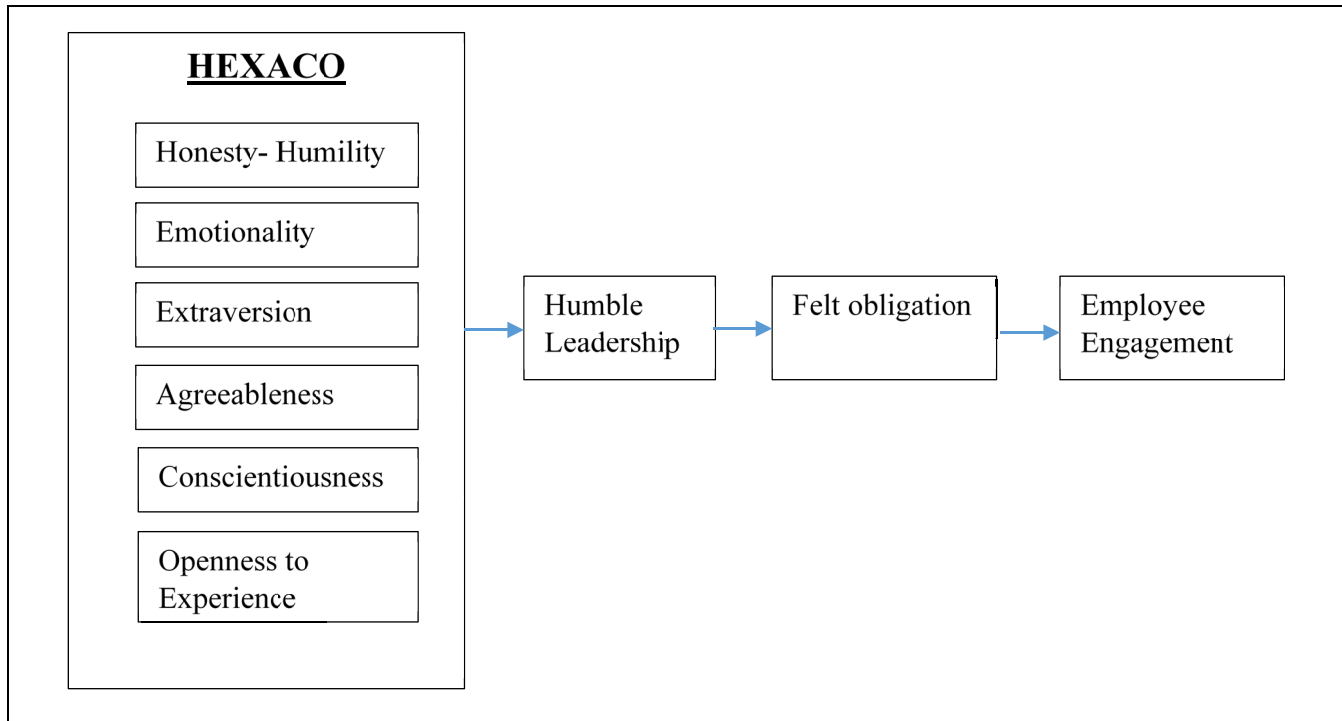 HEXACO
Honesty- Humility
Emotionality
Extraversion
Agreeableness
Conscientiousness
Openness to
Experience
Humble
Leadership
Felt obligation
Employee
Engagement